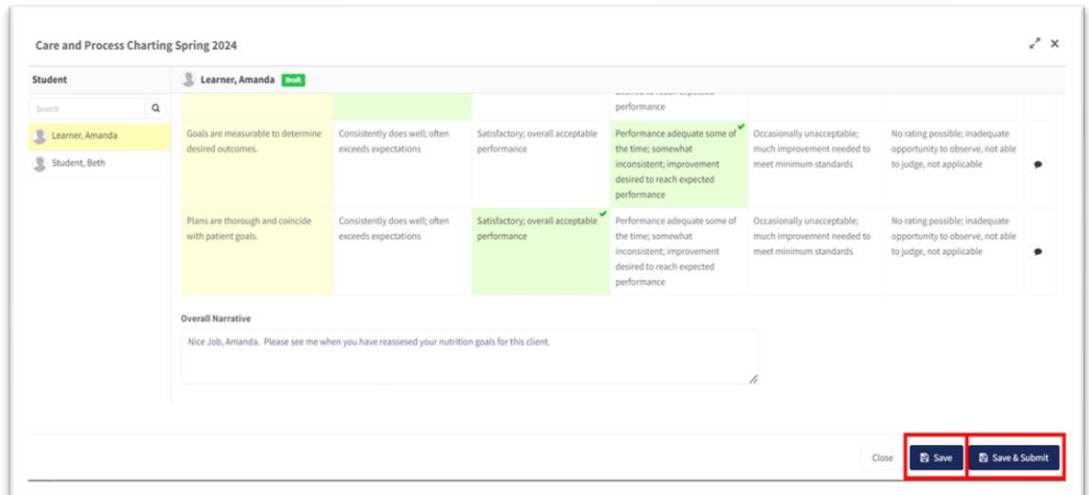 Care and Process Charting Spring 2024
Student
Learner, Amanda Draft
Search
Learner, Amanda
Student, Beth
desired to reach expected
performance
Goals are measurable to determine
desired outcomes.
Consistently does well; often
exceeds expectations
Satisfactory; overall acceptable
performance
Performance adequate some of
the time; somewhat
inconsistent; improvement
desired to reach expected
performance
Occasionally unacceptable;
much improvement needed to
meet minimum standards
No rating possible; inadequate
opportunity to observe, not able
to judge, not applicable
Plans are thorough and coincide
with patient goals.
Consistently does well; often
exceeds expectations
Satisfactory; overall acceptable
performance
Performance adequate some of
the time; somewhat
inconsistent; improvement
desired to reach expected
performance
Occasionally unacceptable;
much improvement needed to
meet minimum standards
No rating possible; inadequate
opportunity to observe, not able
to judge, not applicable
Overall Narrative
Nice Job, Amanda. Please see me when you have reassesed your nutrition goals for this client.
Close
Save
Save & Submit